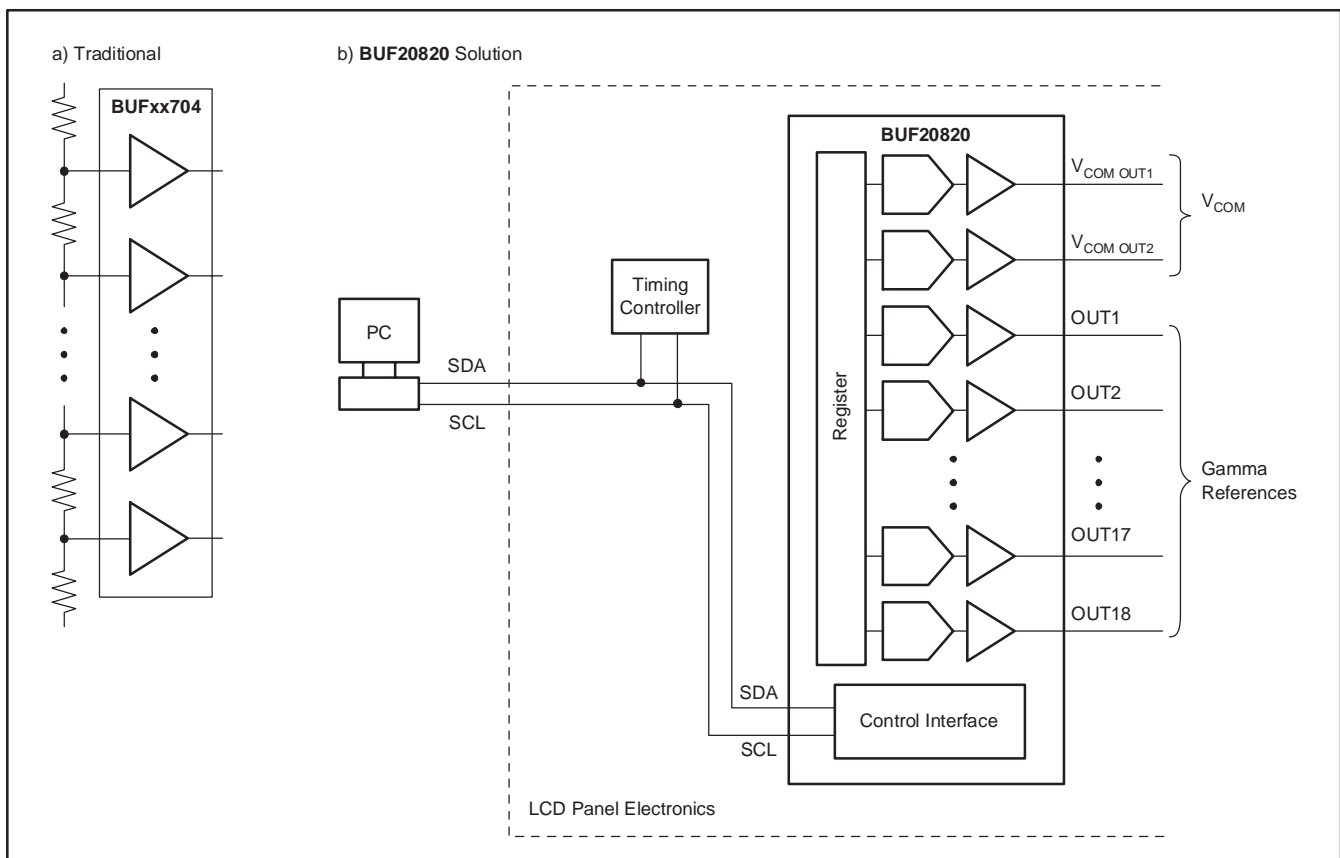 a) Traditional
BUFxx704
b) BUF20820 Solution
BUF20820
V_COM OUT1
V_COM OUT2
V_COM
OUT1
OUT2
OUT17
OUT18
Gamma
References
Register
Timing
Controller
PC
SDA
SCL
SDA
SCL
Control Interface
LCD Panel Electronics